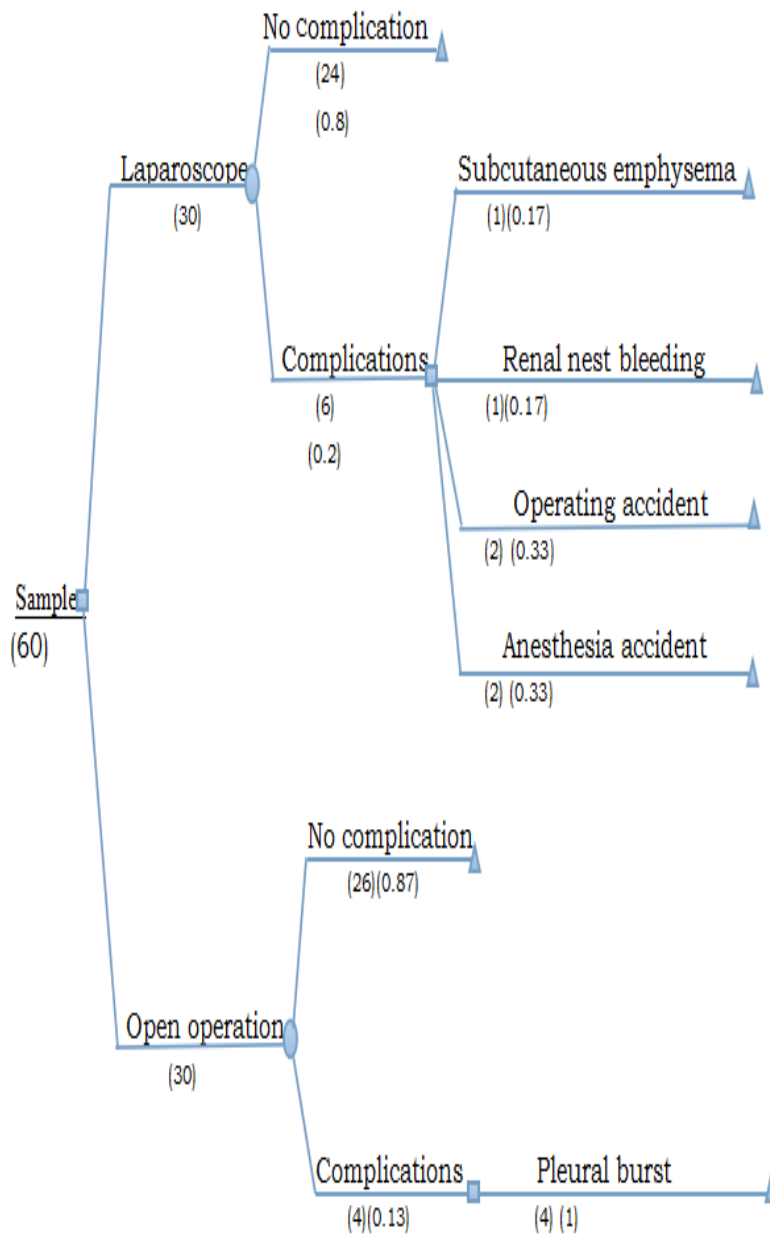 No complication
(24)
(0.8)
Laparoscope
(30)
Subcutaneous emphysema
(1)(0.17)
Complications
(6)
(0.2)
Renal nest bleeding
(1)(0.17)
Operating accident
(2) (0.33)
Anesthesia accident
(2) (0.33)
Sample
(60)
No complication
(26)(0.87)
Open operation
(30)
Complications
(4)(0.13)
Pleural burst
(4) (1)